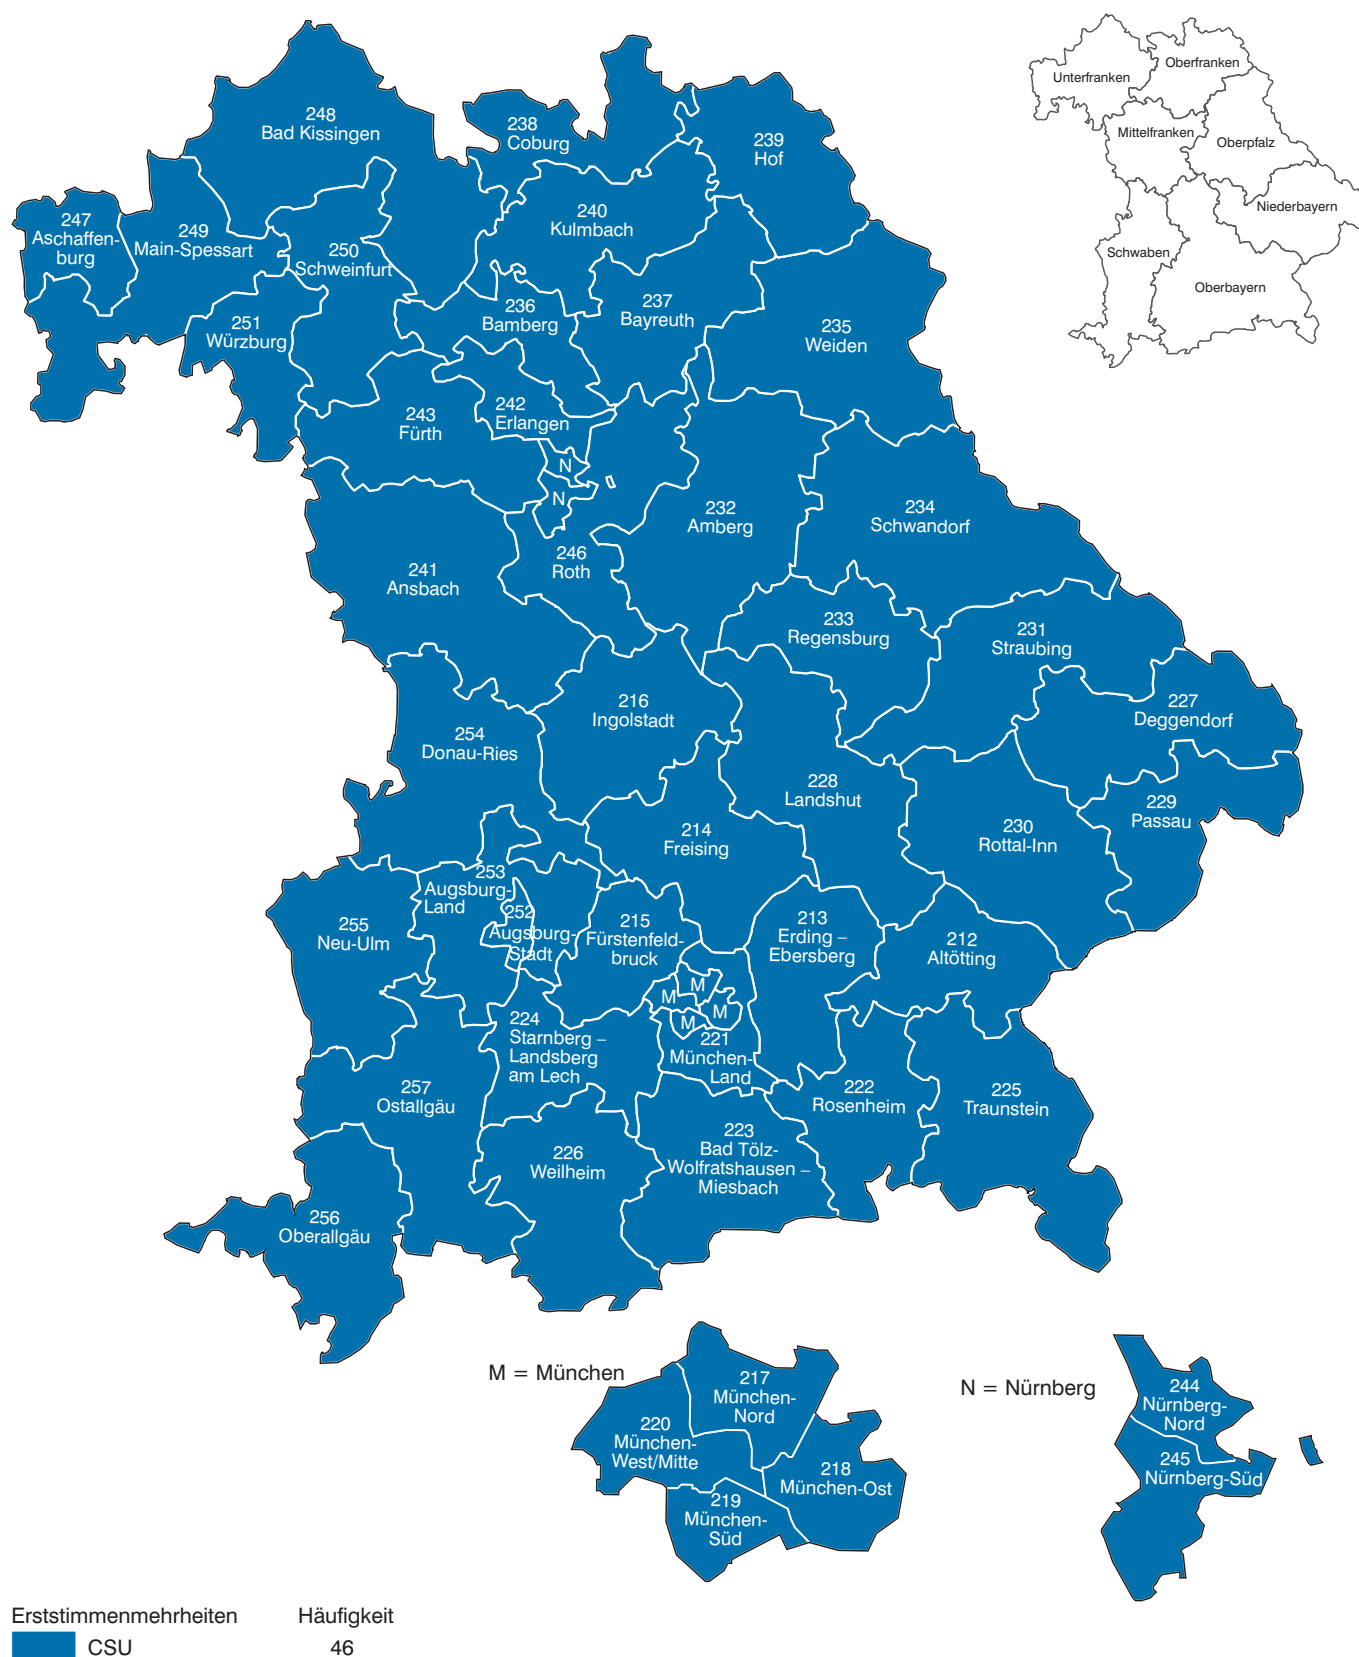 Unterfranken
Oberfranken
Mittelfranken
Oberpfalz
Niederbayern
Schwaben
Oberbayern
248
Bad Kissingen
238
Coburg
239
Hof
247
Aschaffen-
burg
249
Main-Spessart
250
Schweinfurt
240
Kulmbach
251
Würzburg
236
Bamberg
237
Bayreuth
235
Weiden
243
Fürth
242
Erlangen
N
N
232
Amberg
234
Schwandorf
241
Ansbach
246
Roth
233
Regensburg
231
Straubing
216
Ingolstadt
227
Deggendorf
254
Donau-Ries
228
Landshut
229
Passau
214
Freising
230
Rottal-Inn
253
Augsburg-
Land
252
Augsburg-
Stadt
255
Neu-Ulm
215
Fürstenfeld-
bruck
213
Erding –
Ebersberg
212
Altötting
M
M
M
M
224
Starnberg –
Landsberg
am Lech
221
München-
Land
257
Ostallgäu
222
Rosenheim
225
Traunstein
226
Weilheim
223
Bad Tölz-
Wolfratshausen –
Miesbach
256
Oberallgäu
M = München
217
München-
Nord
220
München-
West/Mitte
218
München-Ost
219
München-
Süd
N = Nürnberg
244
Nürnberg-
Nord
245
Nürnberg-Süd
Erststimmenmehrheiten Häufigkeit
CSU 46